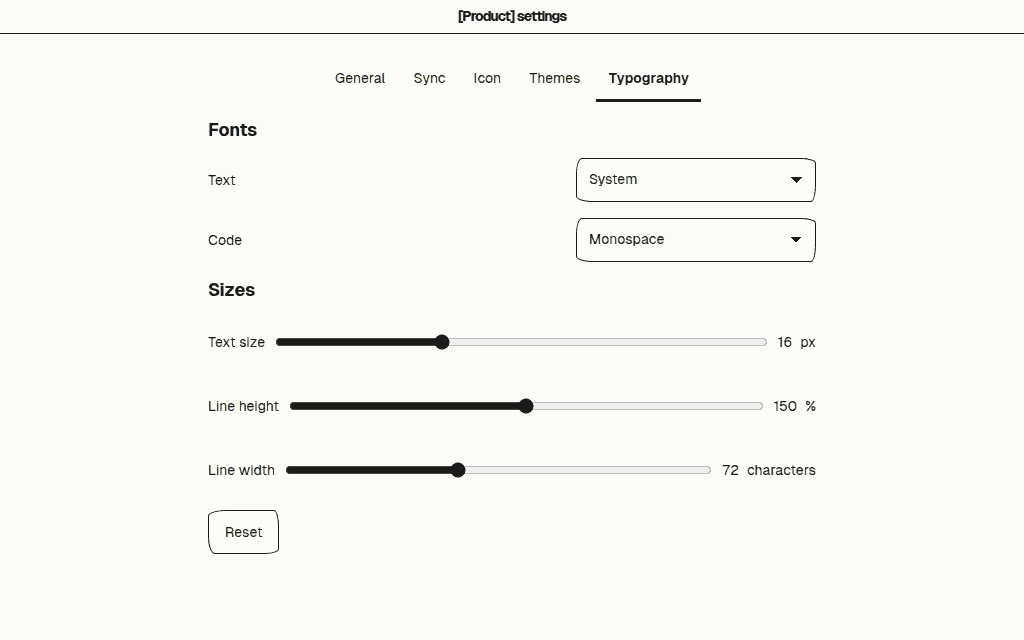 [Product] settings
General Sync Icon Themes Typography
Fonts
Text System
Code Monospace
Sizes
Text size 16 px
Line height 150 %
Line width 72 characters
Reset